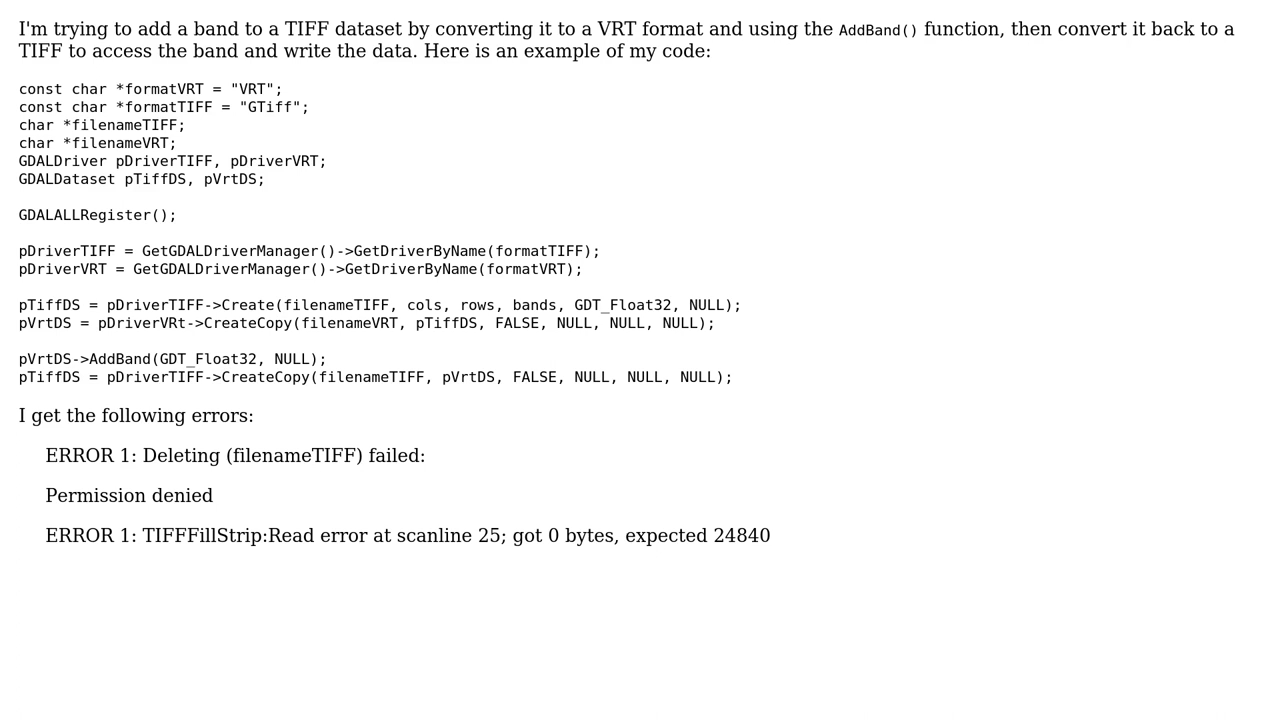 I'm trying to add a band to a TIFF dataset by converting it to a VRT format and using the AddBand() function, then convert it back to a
TIFF to access the band and write the data. Here is an example of my code:
const char *formatVRT = "VRT";
const char *formatTIFF = "GTiff";
char *filenameTIFF;
char *filenameVRT;
GDALDriver pDriverTIFF, pDriverVRT;
GDALDataset pTiffDS, pVrtDS;
GDALALLRegister();
pDriverTIFF = GetGDALDriverManager()->GetDriverByName(formatTIFF);
pDriverVRT = GetGDALDriverManager()->GetDriverByName(formatVRT);
pTiffDS = pDriverTIFF->Create(filenameTIFF, cols, rows, bands, GDT_Float32, NULL);
pVrtDS = pDriverVRt->CreateCopy(filenameVRT, pTiffDS, FALSE, NULL, NULL, NULL);
pVrtDS->AddBand(GDT_Float32, NULL);
pTiffDS = pDriverTIFF->CreateCopy(filenameTIFF, pVrtDS, FALSE, NULL, NULL, NULL);
I get the following errors:
ERROR 1: Deleting (filenameTIFF) failed:
Permission denied
ERROR 1: TIFFFillStrip:Read error at scanline 25; got 0 bytes, expected 24840